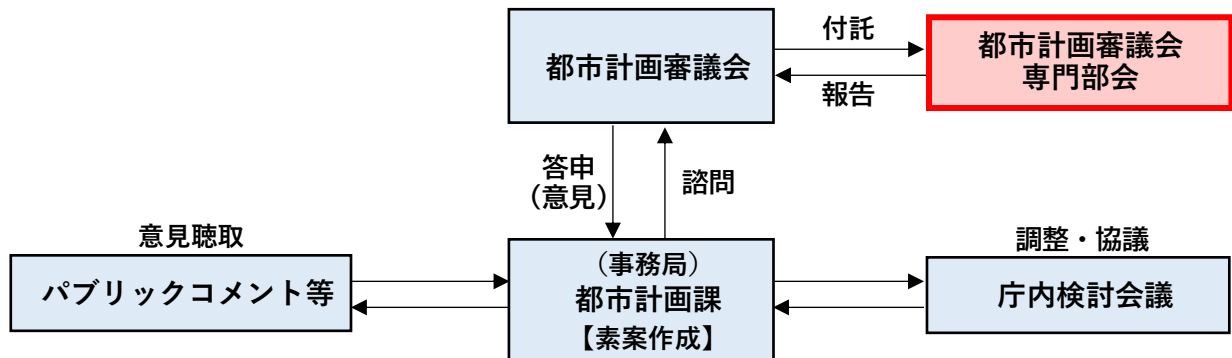 付託
都市計画審議会
都市計画審議会
専門部会
報告
答申
（意見）
諮問
意見聴取
調整・協議
パブリックコメント等
（事務局）
都市計画課
【素案作成】
庁内検討会議